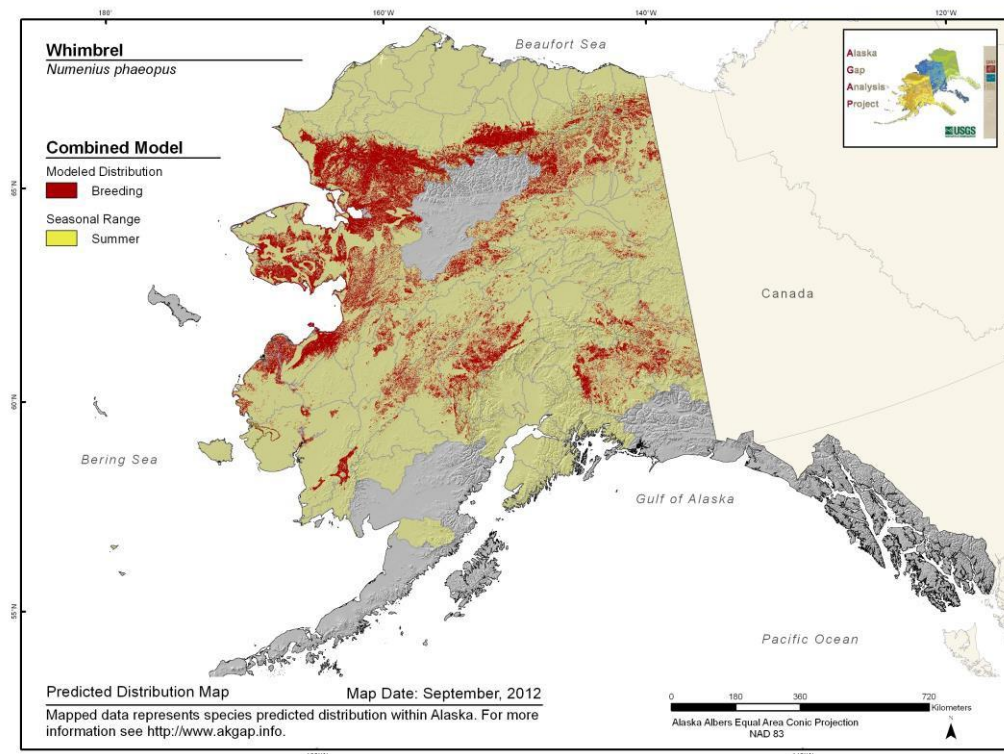 180°
160°W
140°W
120°W
Whimbrel
Numenius phaeopus
Beaufort Sea
Alaska
Gap
Analysis
Project
USGS
Combined Model
Modeled Distribution
Breeding
Seasonal Range
Summer
65°N
Canada
60°N
Bering Sea
Gulf of Alaska
55°N
Pacific Ocean
Predicted Distribution Map
Map Date: September, 2012
Mapped data represents species predicted distribution within Alaska. For more
information see http://www.akgap.info.
0 180 360 720
Kilometers
Alaska Albers Equal Area Conic Projection
NAD 83
N